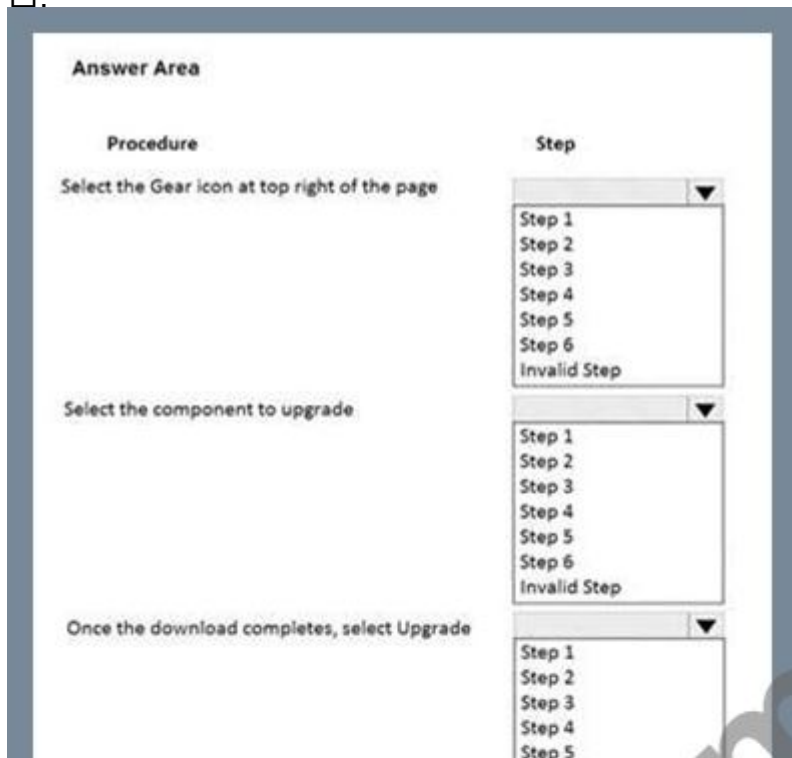 Answer Area
Procedure Step
Select the Gear icon at top right of the page
Step 1
Step 2
Step 3
Step 4
Step 5
Step 6
Invalid Step
Select the component to upgrade
Step 1
Step 2
Step 3
Step 4
Step 5
Step 6
Invalid Step
Once the download completes, select Upgrade
Step 1
Step 2
Step 3
Step 4
Step 5